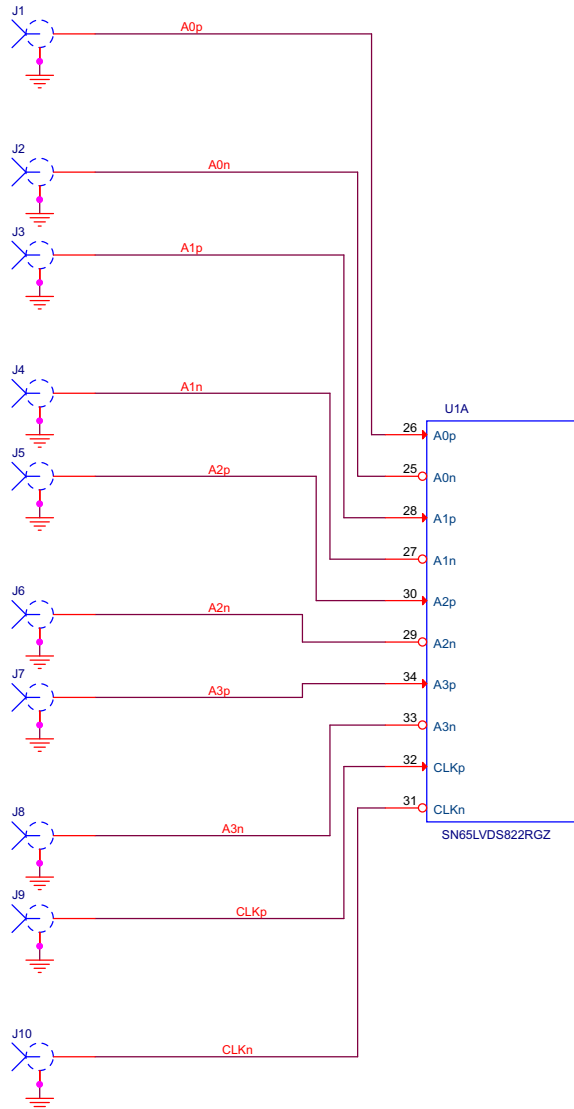 J1
A0p
J2
A0n
J3
A1p
J4
A1n
U1A
26 A0p
J5
A2p
25 A0n
28 A1p
27 A1n
J6
A2n
30 A2p
29 A2n
J7
A3p
34 A3p
33 A3n
32 CLKp
J8
A3n
31 CLKn
SN65LVDS822RGZ
J9
CLKp
J10
CLKn